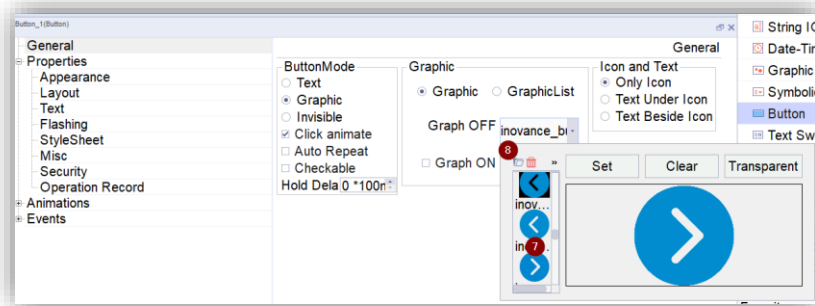 Button_1(Button)
General
Properties
Appearance
Layout
Text
Flashing
StyleSheet
Misc
Security
Operation Record
Animations
Events
General
ButtonMode
Text
Graphic
Invisible
Click animate
Auto Repeat
Checkable
Hold Dela 0 *100n
Graphic
Graphic GraphicList
Graph OFF inovance_bu
Graph ON
Icon and Text
Only Icon
Text Under Icon
Text Beside Icon
8
»
Set Clear Transparent
inov...
7
String IO
Date-Tim
Graphic
Symbolic
Button
Text Sw